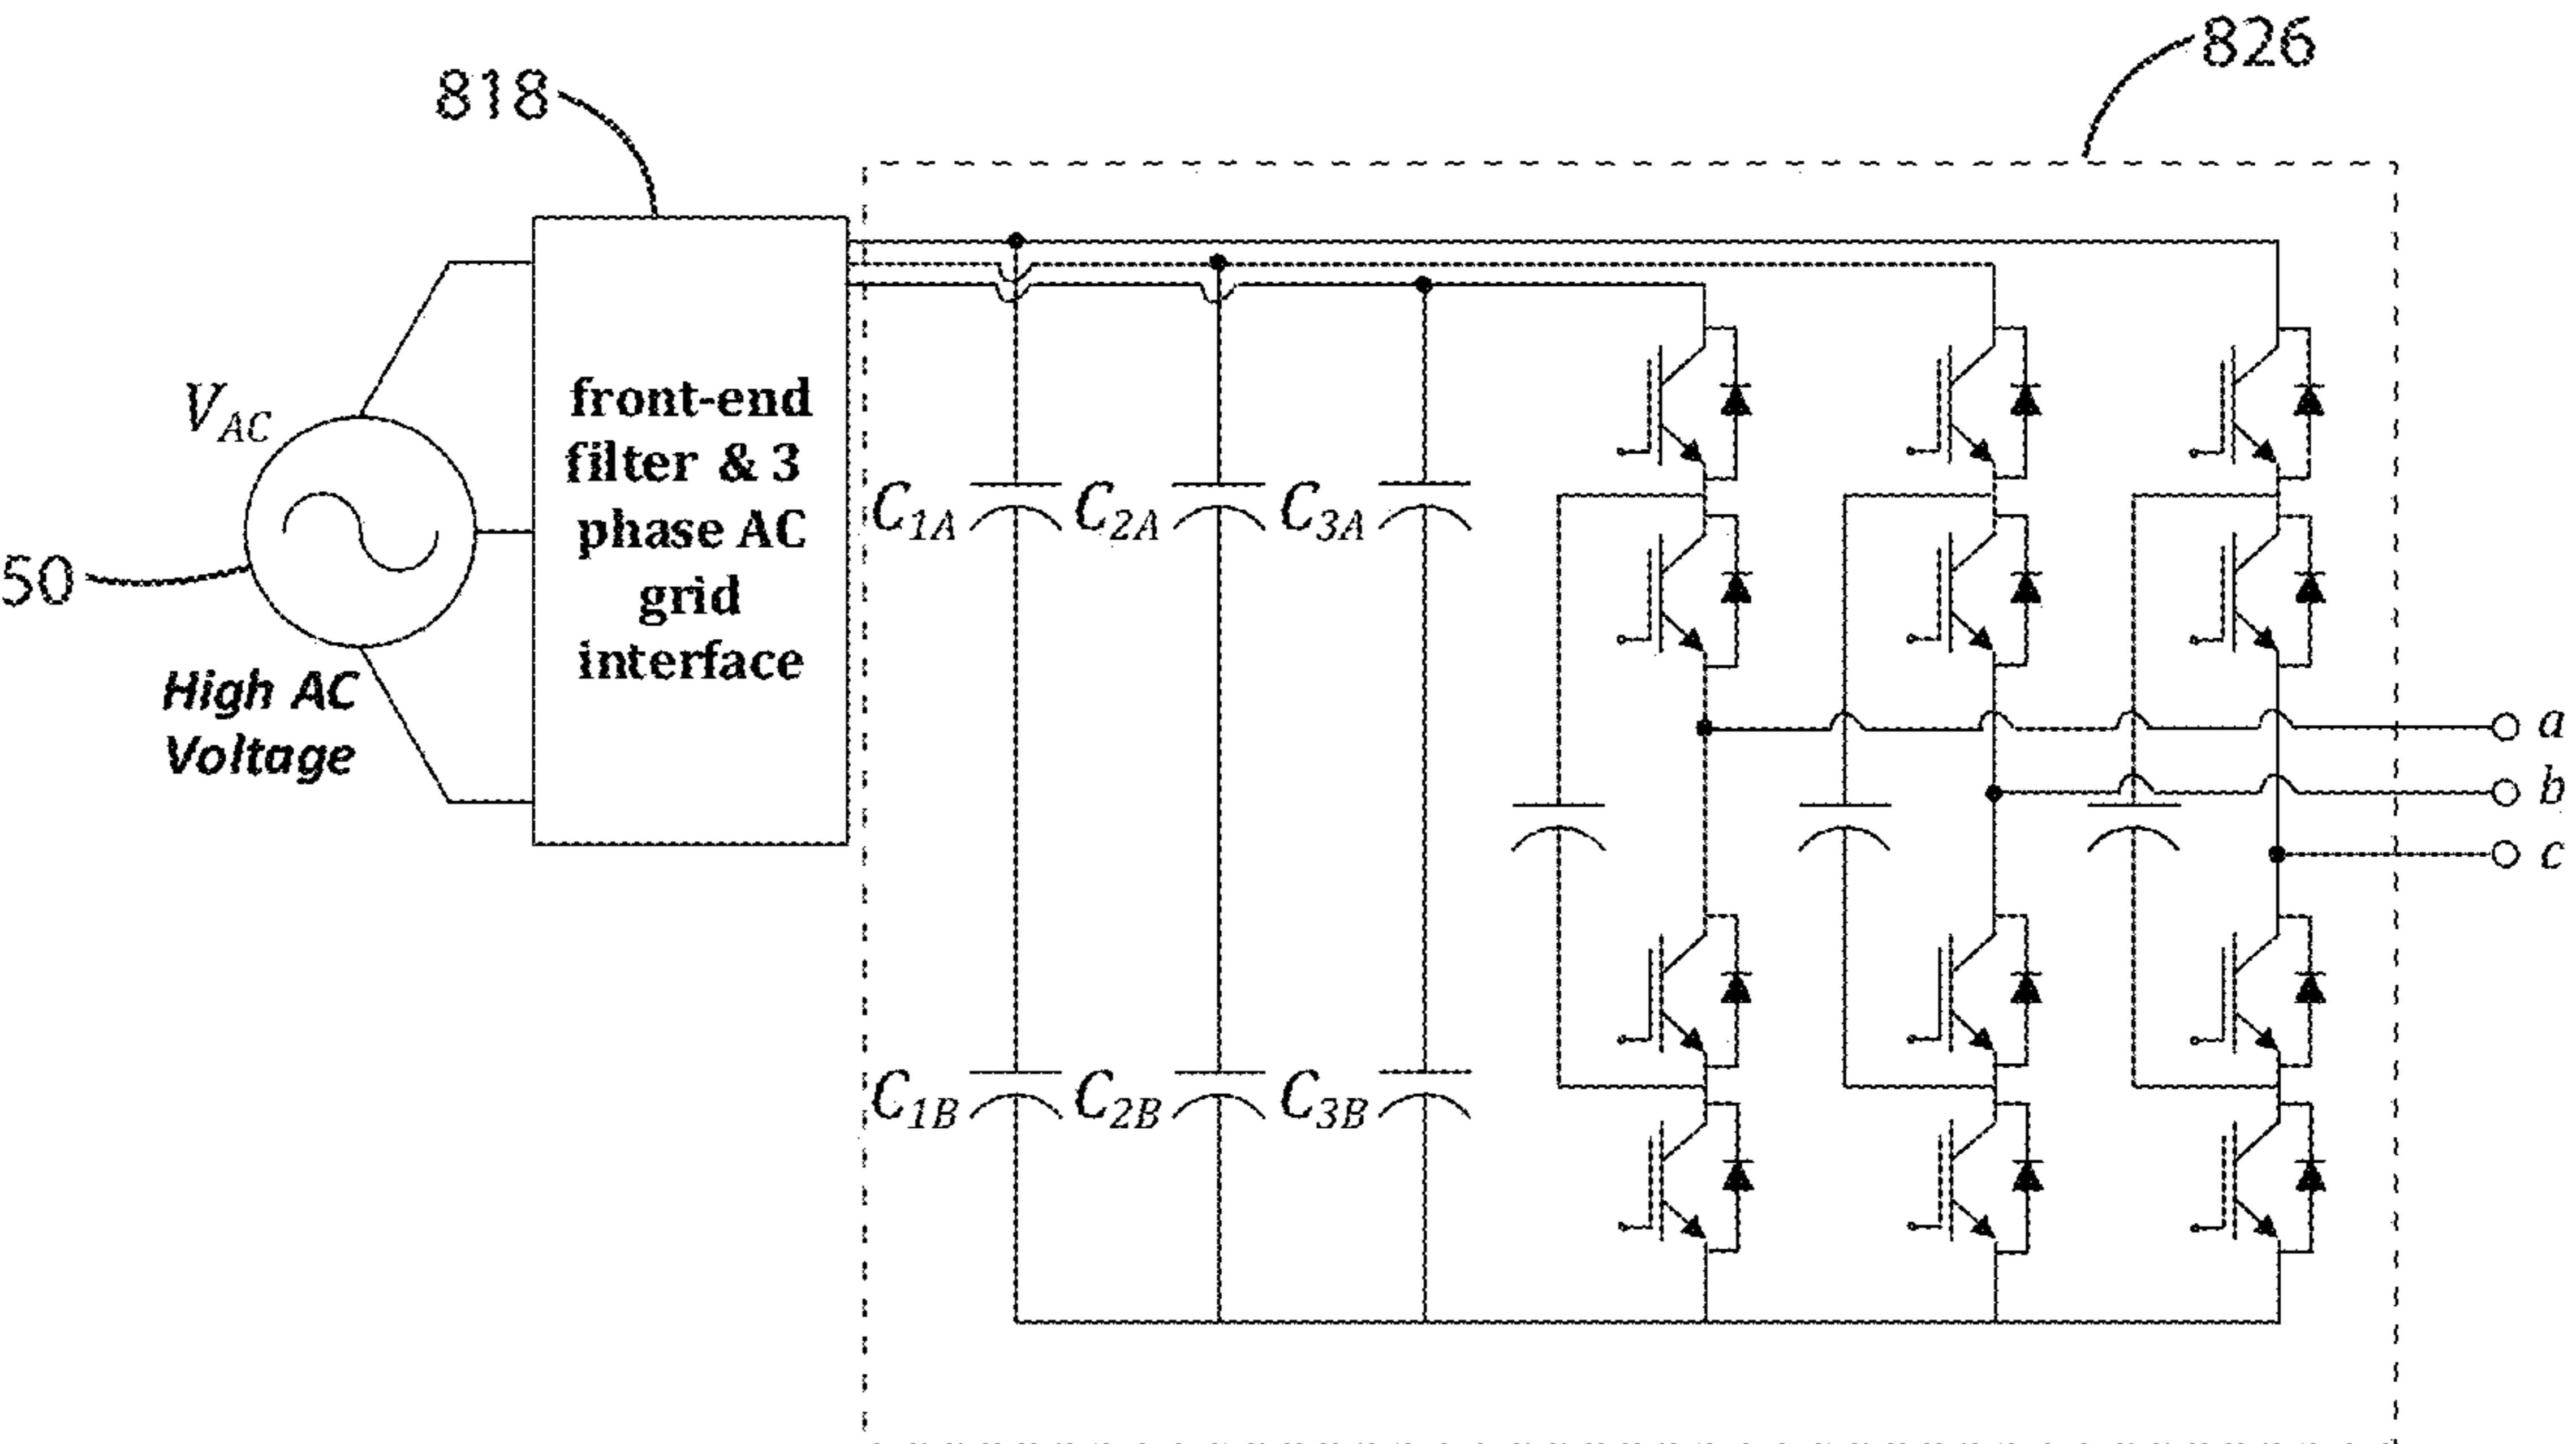 826
818
V_AC
front-end
filter & 3
phase AC
grid
interface
50
High AC
Voltage
C_1A C_2A C_3A
a
b
c
C_1B C_2B C_3B